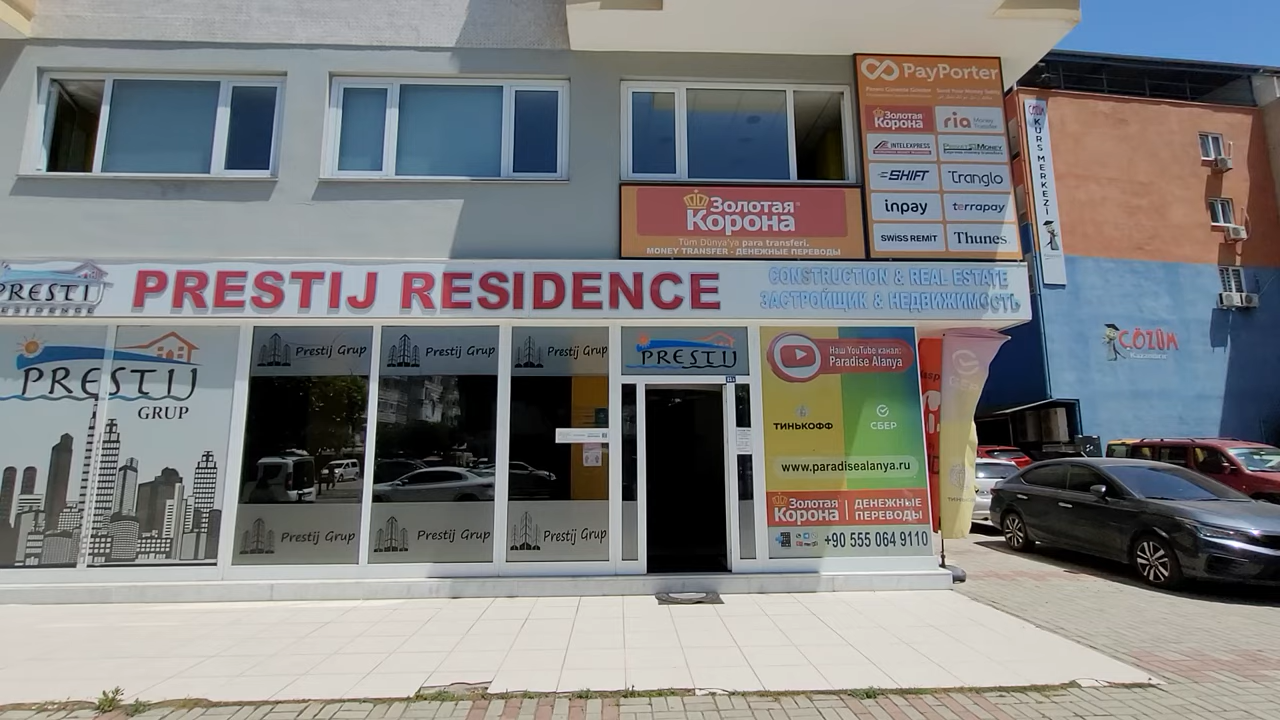 PayPorter
Золотая
Корона
ria Money
Transfer
INTELEXPRESS
SHIFT
Tranglo
inpay
terrapay
SWISS REMIT
Thunes.
Золотая
Корона
Tüm Dünya'ya para transferi.
MONEY TRANSFER - ДЕНЕЖНЫЕ ПЕРЕВОДЫ
PRESTIJ
RESIDENCE
PRESTIJ RESIDENCE
CONSTRUCTION & REAL ESTATE
ЗАСТРОЙЩИК & НЕДВИЖИМОСТЬ
ÇÖZÜM
KURS MERKEZİ
ÇÖZÜM
PRESTIJ
GRUP
Prestij Grup
Prestij Grup
Prestij Grup
Prestij Grup
Prestij Grup
Prestij Grup
PRESTIJ
Наш YouTube канал:
Paradise Alanya
ТИНЬКОФФ
СБЕР
www.paradisealanya.ru
Золотая
Корона
ДЕНЕЖНЫЕ
ПЕРЕВОДЫ
+90 555 064 9110